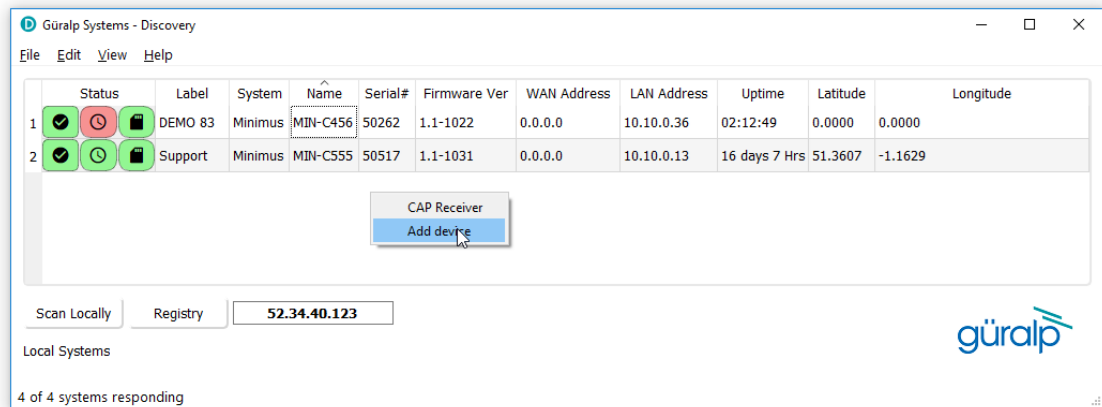 Güralp Systems - Discovery
File Edit View Help
Status Label System Name Serial# Firmware Ver WAN Address LAN Address Uptime Latitude Longitude
1 DEMO 83 Minimus MIN-C456 50262 1.1-1022 0.0.0.0 10.10.0.36 02:12:49 0.0000 0.0000
2 Support Minimus MIN-C555 50517 1.1-1031 0.0.0.0 10.10.0.13 16 days 7 Hrs 51.3607 -1.1629
CAP Receiver
Add device
Scan Locally Registry 52.34.40.123
güralp
Local Systems
4 of 4 systems responding